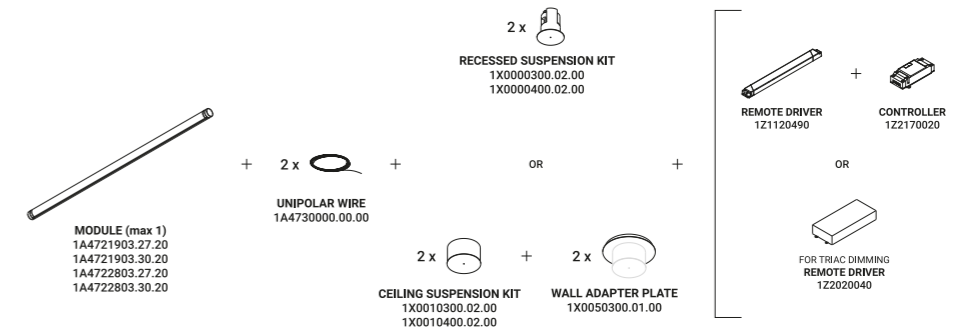 2 x
RECESSED SUSPENSION KIT
1X0000300.02.00
1X0000400.02.00
MODULE (max 1)
1A4721903.27.20
1A4721903.30.20
1A4722803.27.20
1A4722803.30.20
+
2 x
UNIPOLAR WIRE
1A4730000.00.00
+
OR
2 x
CEILING SUSPENSION KIT
1X0010300.02.00
1X0010400.02.00
+
2 x
WALL ADAPTER PLATE
1X0050300.01.00
+
REMOTE DRIVER
1Z1120490
+
CONTROLLER
1Z2170020
OR
FOR TRIAC DIMMING
REMOTE DRIVER
1Z2020040